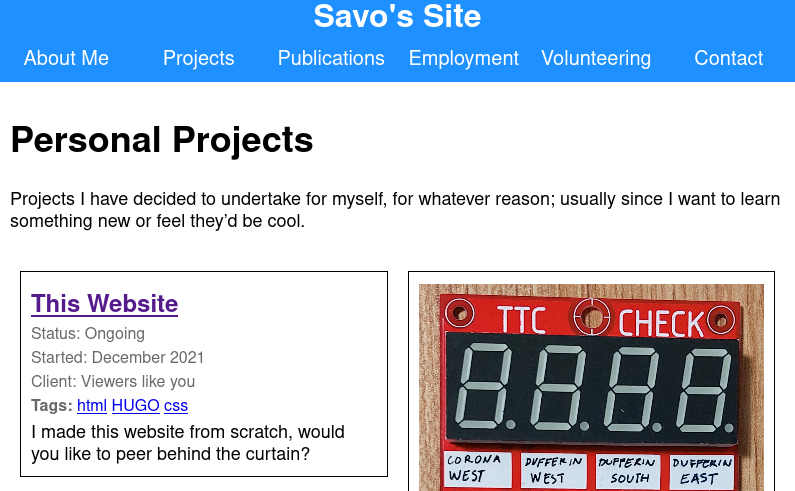 Savo's Site
About Me Projects Publications Employment Volunteering Contact
Personal Projects
Projects I have decided to undertake for myself, for whatever reason; usually since I want to learn
something new or feel they’d be cool.
This Website
Status: Ongoing
Started: December 2021
Client: Viewers like you
Tags: html HUGO css
I made this website from scratch, would
you like to peer behind the curtain?
TTC CHECK
CORONA WEST
DUFFERIN WEST
DUFFERIN SOUTH
DUFFERIN EAST